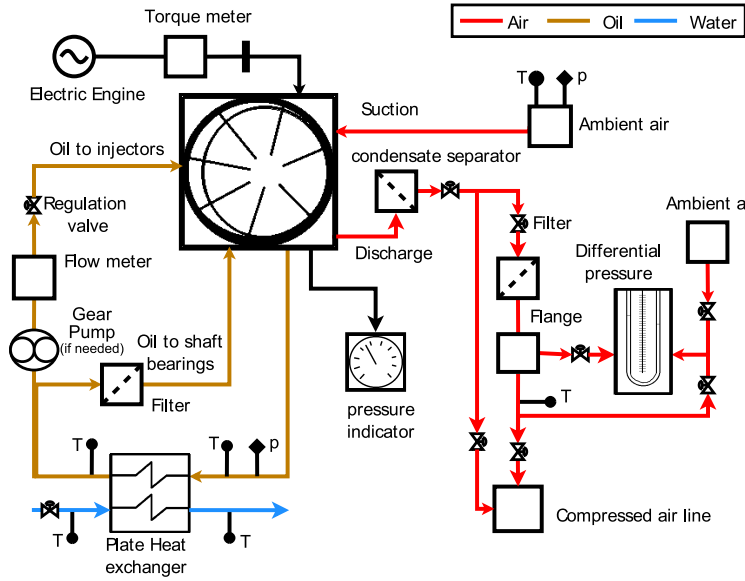 Torque meter
Air
Oil
Water
Electric Engine
T
p
Suction
Ambient air
Oil to injectors
condensate separator
Regulation
valve
Filter
Ambient a
Discharge
Differential
pressure
Flow meter
Flange
Gear
Pump
(if needed)
Oil to shaft
bearings
Filter
T
pressure
indicator
T
T
p
T
T
Compressed air line
Plate Heat
exchanger